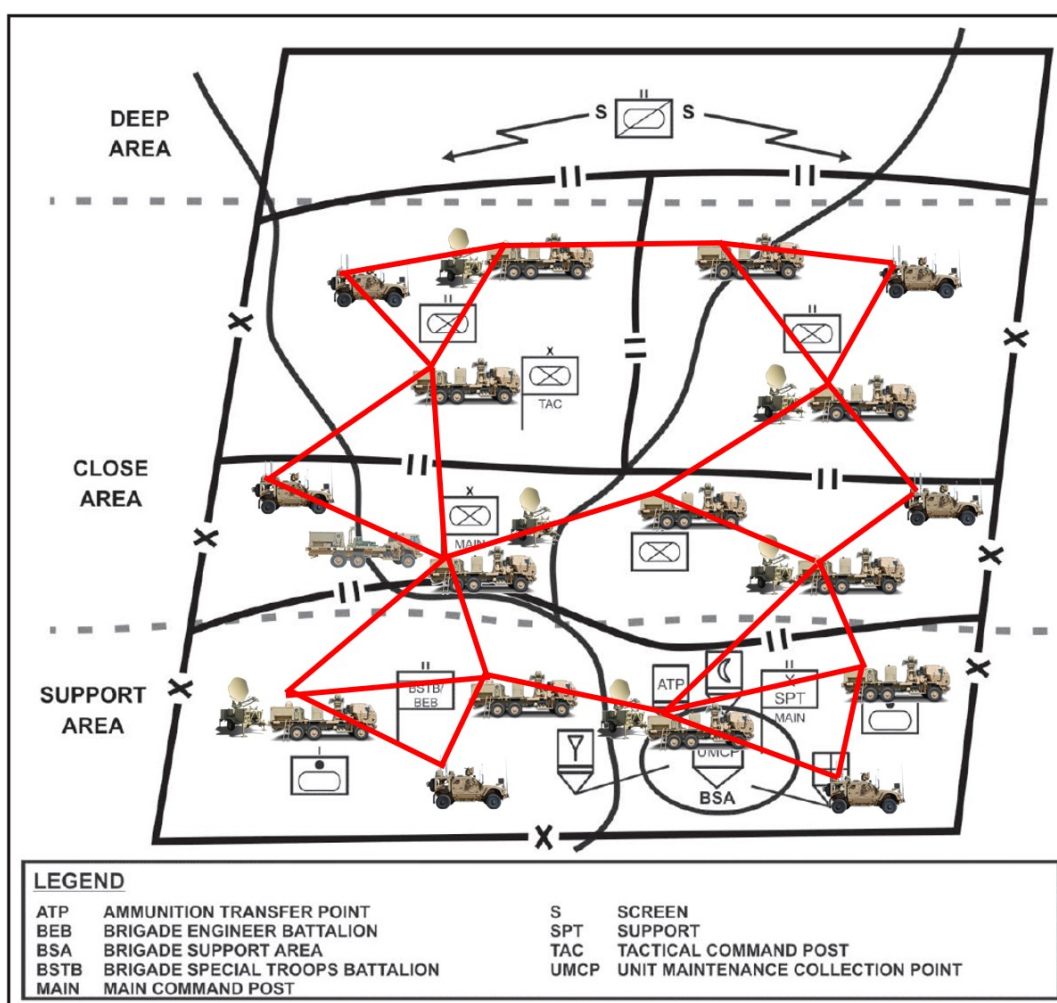 DEEP
AREA
S
S
II
II
II
X
X
II
II
II
X
TAC
CLOSE
AREA
II
II
X
MAIN
X
X
II
II
SUPPORT
AREA
X
X
II
BSTB/
BEB
ATP
II
X
SPT
MAIN
I
UMCP
BSA
X
LEGEND
ATP AMMUNITION TRANSFER POINT
BEB BRIGADE ENGINEER BATTALION
BSA BRIGADE SUPPORT AREA
BSTB BRIGADE SPECIAL TROOPS BATTALION
MAIN MAIN COMMAND POST
S SCREEN
SPT SUPPORT
TAC TACTICAL COMMAND POST
UMCP UNIT MAINTENANCE COLLECTION POINT